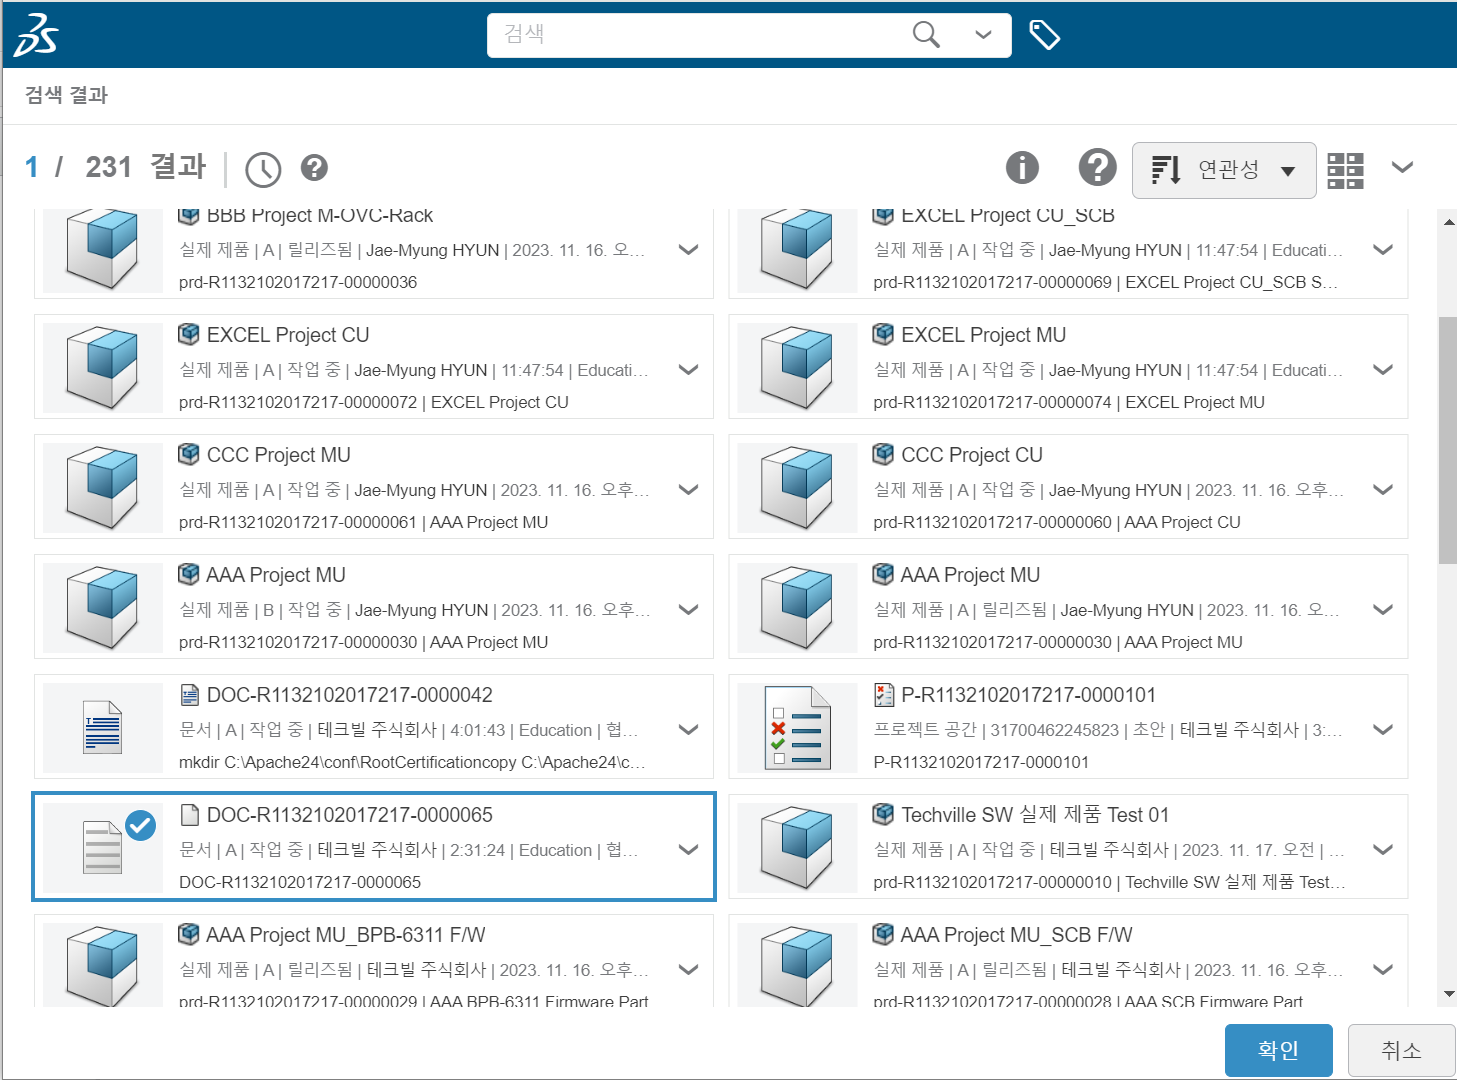 검색
검색 결과
1 / 231 결과
연관성
BBB Project M-OVC-Rack
실제 제품 | A | 릴리즈됨 | Jae-Myung HYUN | 2023. 11. 16. 오...
prd-R1132102017217-00000036
EXCEL Project CU_SCB
실제 제품 | A | 작업 중 | Jae-Myung HYUN | 11:47:54 | Educati...
prd-R1132102017217-00000069 | EXCEL Project CU_SCB S...
EXCEL Project CU
실제 제품 | A | 작업 중 | Jae-Myung HYUN | 11:47:54 | Educati...
prd-R1132102017217-00000072 | EXCEL Project CU
EXCEL Project MU
실제 제품 | A | 작업 중 | Jae-Myung HYUN | 11:47:54 | Educati...
prd-R1132102017217-00000074 | EXCEL Project MU
CCC Project MU
실제 제품 | A | 작업 중 | Jae-Myung HYUN | 2023. 11. 16. 오후...
prd-R1132102017217-00000061 | AAA Project MU
CCC Project CU
실제 제품 | A | 작업 중 | Jae-Myung HYUN | 2023. 11. 16. 오후...
prd-R1132102017217-00000060 | AAA Project CU
AAA Project MU
실제 제품 | B | 작업 중 | Jae-Myung HYUN | 2023. 11. 16. 오후...
prd-R1132102017217-00000030 | AAA Project MU
AAA Project MU
실제 제품 | A | 릴리즈됨 | Jae-Myung HYUN | 2023. 11. 16. 오...
prd-R1132102017217-00000030 | AAA Project MU
DOC-R1132102017217-0000042
문서 | A | 작업 중 | 테크빌 주식회사 | 4:01:43 | Education | 협...
mkdir C:\Apache24\conf\RootCertificationcopy C:\Apache24\c...
P-R1132102017217-0000101
프로젝트 공간 | 31700462245823 | 초안 | 테크빌 주식회사 | 3:...
P-R1132102017217-0000101
DOC-R1132102017217-0000065
문서 | A | 작업 중 | 테크빌 주식회사 | 2:31:24 | Education | 협...
DOC-R1132102017217-0000065
Techville SW 실제 제품 Test 01
실제 제품 | A | 작업 중 | 테크빌 주식회사 | 2023. 11. 17. 오전 | ...
prd-R1132102017217-00000010 | Techville SW 실제 제품 Test...
AAA Project MU_BPB-6311 F/W
실제 제품 | A | 릴리즈됨 | 테크빌 주식회사 | 2023. 11. 16. 오후...
prd-R1132102017217-00000029 | AAA BPB-6311 Firmware Part
AAA Project MU_SCB F/W
실제 제품 | A | 릴리즈됨 | 테크빌 주식회사 | 2023. 11. 16. 오후...
prd-R1132102017217-00000028 | AAA SCB Firmware Part
확인
취소